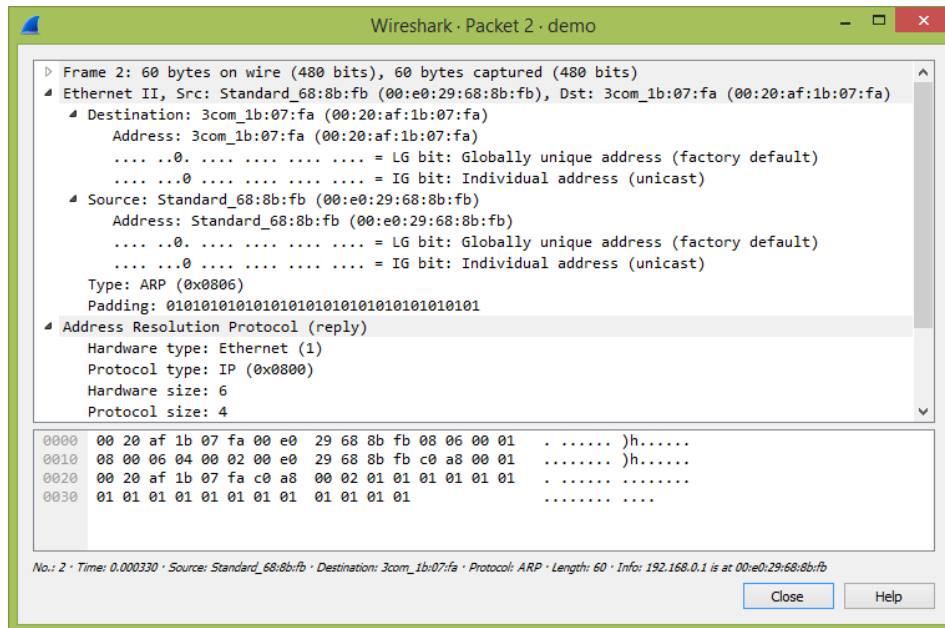 Wireshark · Packet 2 · demo
Frame 2: 60 bytes on wire (480 bits), 60 bytes captured (480 bits)
Ethernet II, Src: Standard_68:8b:fb (00:e0:29:68:8b:fb), Dst: 3com_1b:07:fa (00:20:af:1b:07:fa)
Destination: 3com_1b:07:fa (00:20:af:1b:07:fa)
Address: 3com_1b:07:fa (00:20:af:1b:07:fa)
.... ..0. .... .... .... .... = LG bit: Globally unique address (factory default)
.... ...0 .... .... .... .... = IG bit: Individual address (unicast)
Source: Standard_68:8b:fb (00:e0:29:68:8b:fb)
Address: Standard_68:8b:fb (00:e0:29:68:8b:fb)
.... ..0. .... .... .... .... = LG bit: Globally unique address (factory default)
.... ...0 .... .... .... .... = IG bit: Individual address (unicast)
Type: ARP (0x0806)
Padding: 010101010101010101010101010101010101
Address Resolution Protocol (reply)
Hardware type: Ethernet (1)
Protocol type: IP (0x0800)
Hardware size: 6
Protocol size: 4
0000 00 20 af 1b 07 fa 00 e0 29 68 8b fb 08 06 00 01 . ...... )h......
0010 08 00 06 04 00 02 00 e0 29 68 8b fb c0 a8 00 01 ........ )h......
0020 00 20 af 1b 07 fa c0 a8 00 02 01 01 01 01 01 01 . ...... ........
0030 01 01 01 01 01 01 01 01 01 01 01 01 ........ ....
No.: 2 · Time: 0.000330 · Source: Standard_68:8b:fb · Destination: 3com_1b:07:fa · Protocol: ARP · Length: 60 · Info: 192.168.0.1 is at 00:e0:29:68:8b:fb
Close Help